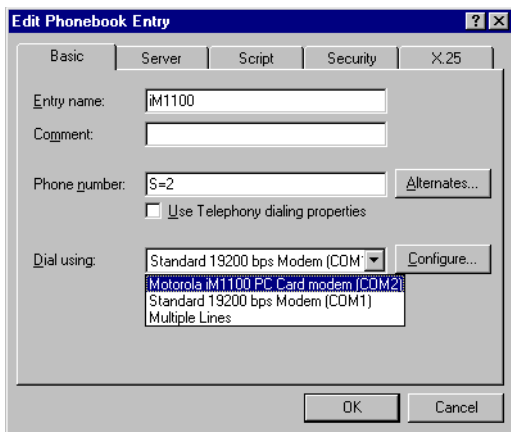 Edit Phonebook Entry
Basic Server Script Security X.25
Entry name: iM1100
Comment:
Phone number: S=2 Alternates...
Use Telephony dialing properties
Dial using: Standard 19200 bps Modem (COM Configure...
Motorola iM1100 PC Card modem (COM2)
Standard 19200 bps Modem (COM1)
Multiple Lines
OK Cancel